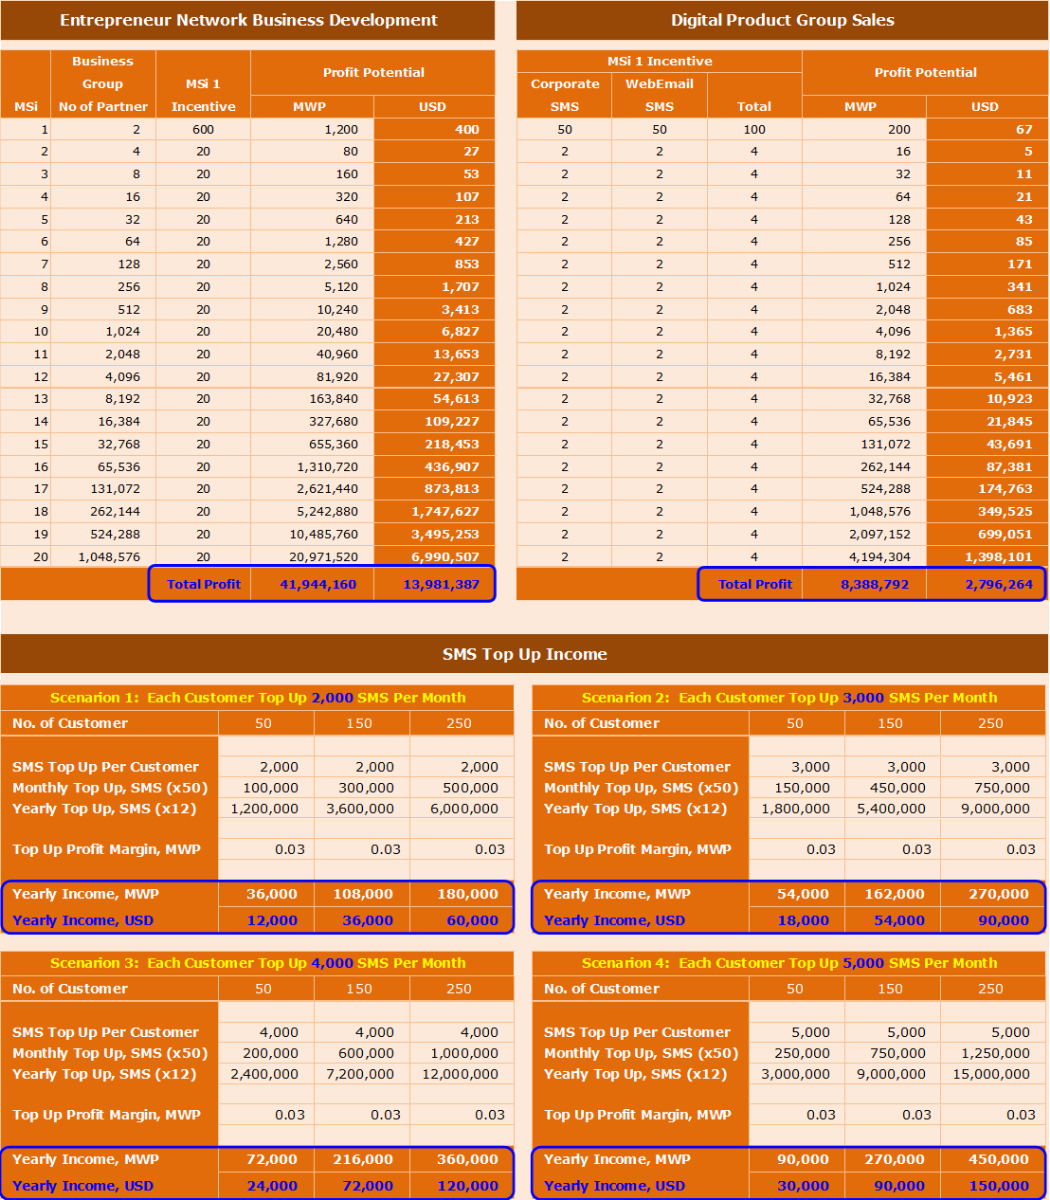 Entrepreneur Network Business Development
Business
Group MSi 1 Profit Potential
MSi No of Partner Incentive MWP USD
1 2 600 1,200 400
2 4 20 80 27
3 8 20 160 53
4 16 20 320 107
5 32 20 640 213
6 64 20 1,280 427
7 128 20 2,560 853
8 256 20 5,120 1,707
9 512 20 10,240 3,413
10 1,024 20 20,480 6,827
11 2,048 20 40,960 13,653
12 4,096 20 81,920 27,307
13 8,192 20 163,840 54,613
14 16,384 20 327,680 109,227
15 32,768 20 655,360 218,453
16 65,536 20 1,310,720 436,907
17 131,072 20 2,621,440 873,813
18 262,144 20 5,242,880 1,747,627
19 524,288 20 10,485,760 3,495,253
20 1,048,576 20 20,971,520 6,990,507
Total Profit 41,944,160 13,981,387
Digital Product Group Sales
MSi 1 Incentive Profit Potential
Corporate WebEmail
SMS SMS Total MWP USD
50 50 100 200 67
2 2 4 16 5
2 2 4 32 11
2 2 4 64 21
2 2 4 128 43
2 2 4 256 85
2 2 4 512 171
2 2 4 1,024 341
2 2 4 2,048 683
2 2 4 4,096 1,365
2 2 4 8,192 2,731
2 2 4 16,384 5,461
2 2 4 32,768 10,923
2 2 4 65,536 21,845
2 2 4 131,072 43,691
2 2 4 262,144 87,381
2 2 4 524,288 174,763
2 2 4 1,048,576 349,525
2 2 4 2,097,152 699,051
2 2 4 4,194,304 1,398,101
Total Profit 8,388,792 2,796,264
SMS Top Up Income
Scenarion 1: Each Customer Top Up 2,000 SMS Per Month
No. of Customer 50 150 250
SMS Top Up Per Customer 2,000 2,000 2,000
Monthly Top Up, SMS (x50) 100,000 300,000 500,000
Yearly Top Up, SMS (x12) 1,200,000 3,600,000 6,000,000
Top Up Profit Margin, MWP 0.03 0.03 0.03
Yearly Income, MWP 36,000 108,000 180,000
Yearly Income, USD 12,000 36,000 60,000
Scenarion 2: Each Customer Top Up 3,000 SMS Per Month
No. of Customer 50 150 250
SMS Top Up Per Customer 3,000 3,000 3,000
Monthly Top Up, SMS (x50) 150,000 450,000 750,000
Yearly Top Up, SMS (x12) 1,800,000 5,400,000 9,000,000
Top Up Profit Margin, MWP 0.03 0.03 0.03
Yearly Income, MWP 54,000 162,000 270,000
Yearly Income, USD 18,000 54,000 90,000
Scenarion 3: Each Customer Top Up 4,000 SMS Per Month
No. of Customer 50 150 250
SMS Top Up Per Customer 4,000 4,000 4,000
Monthly Top Up, SMS (x50) 200,000 600,000 1,000,000
Yearly Top Up, SMS (x12) 2,400,000 7,200,000 12,000,000
Top Up Profit Margin, MWP 0.03 0.03 0.03
Yearly Income, MWP 72,000 216,000 360,000
Yearly Income, USD 24,000 72,000 120,000
Scenarion 4: Each Customer Top Up 5,000 SMS Per Month
No. of Customer 50 150 250
SMS Top Up Per Customer 5,000 5,000 5,000
Monthly Top Up, SMS (x50) 250,000 750,000 1,250,000
Yearly Top Up, SMS (x12) 3,000,000 9,000,000 15,000,000
Top Up Profit Margin, MWP 0.03 0.03 0.03
Yearly Income, MWP 90,000 270,000 450,000
Yearly Income, USD 30,000 90,000 150,000